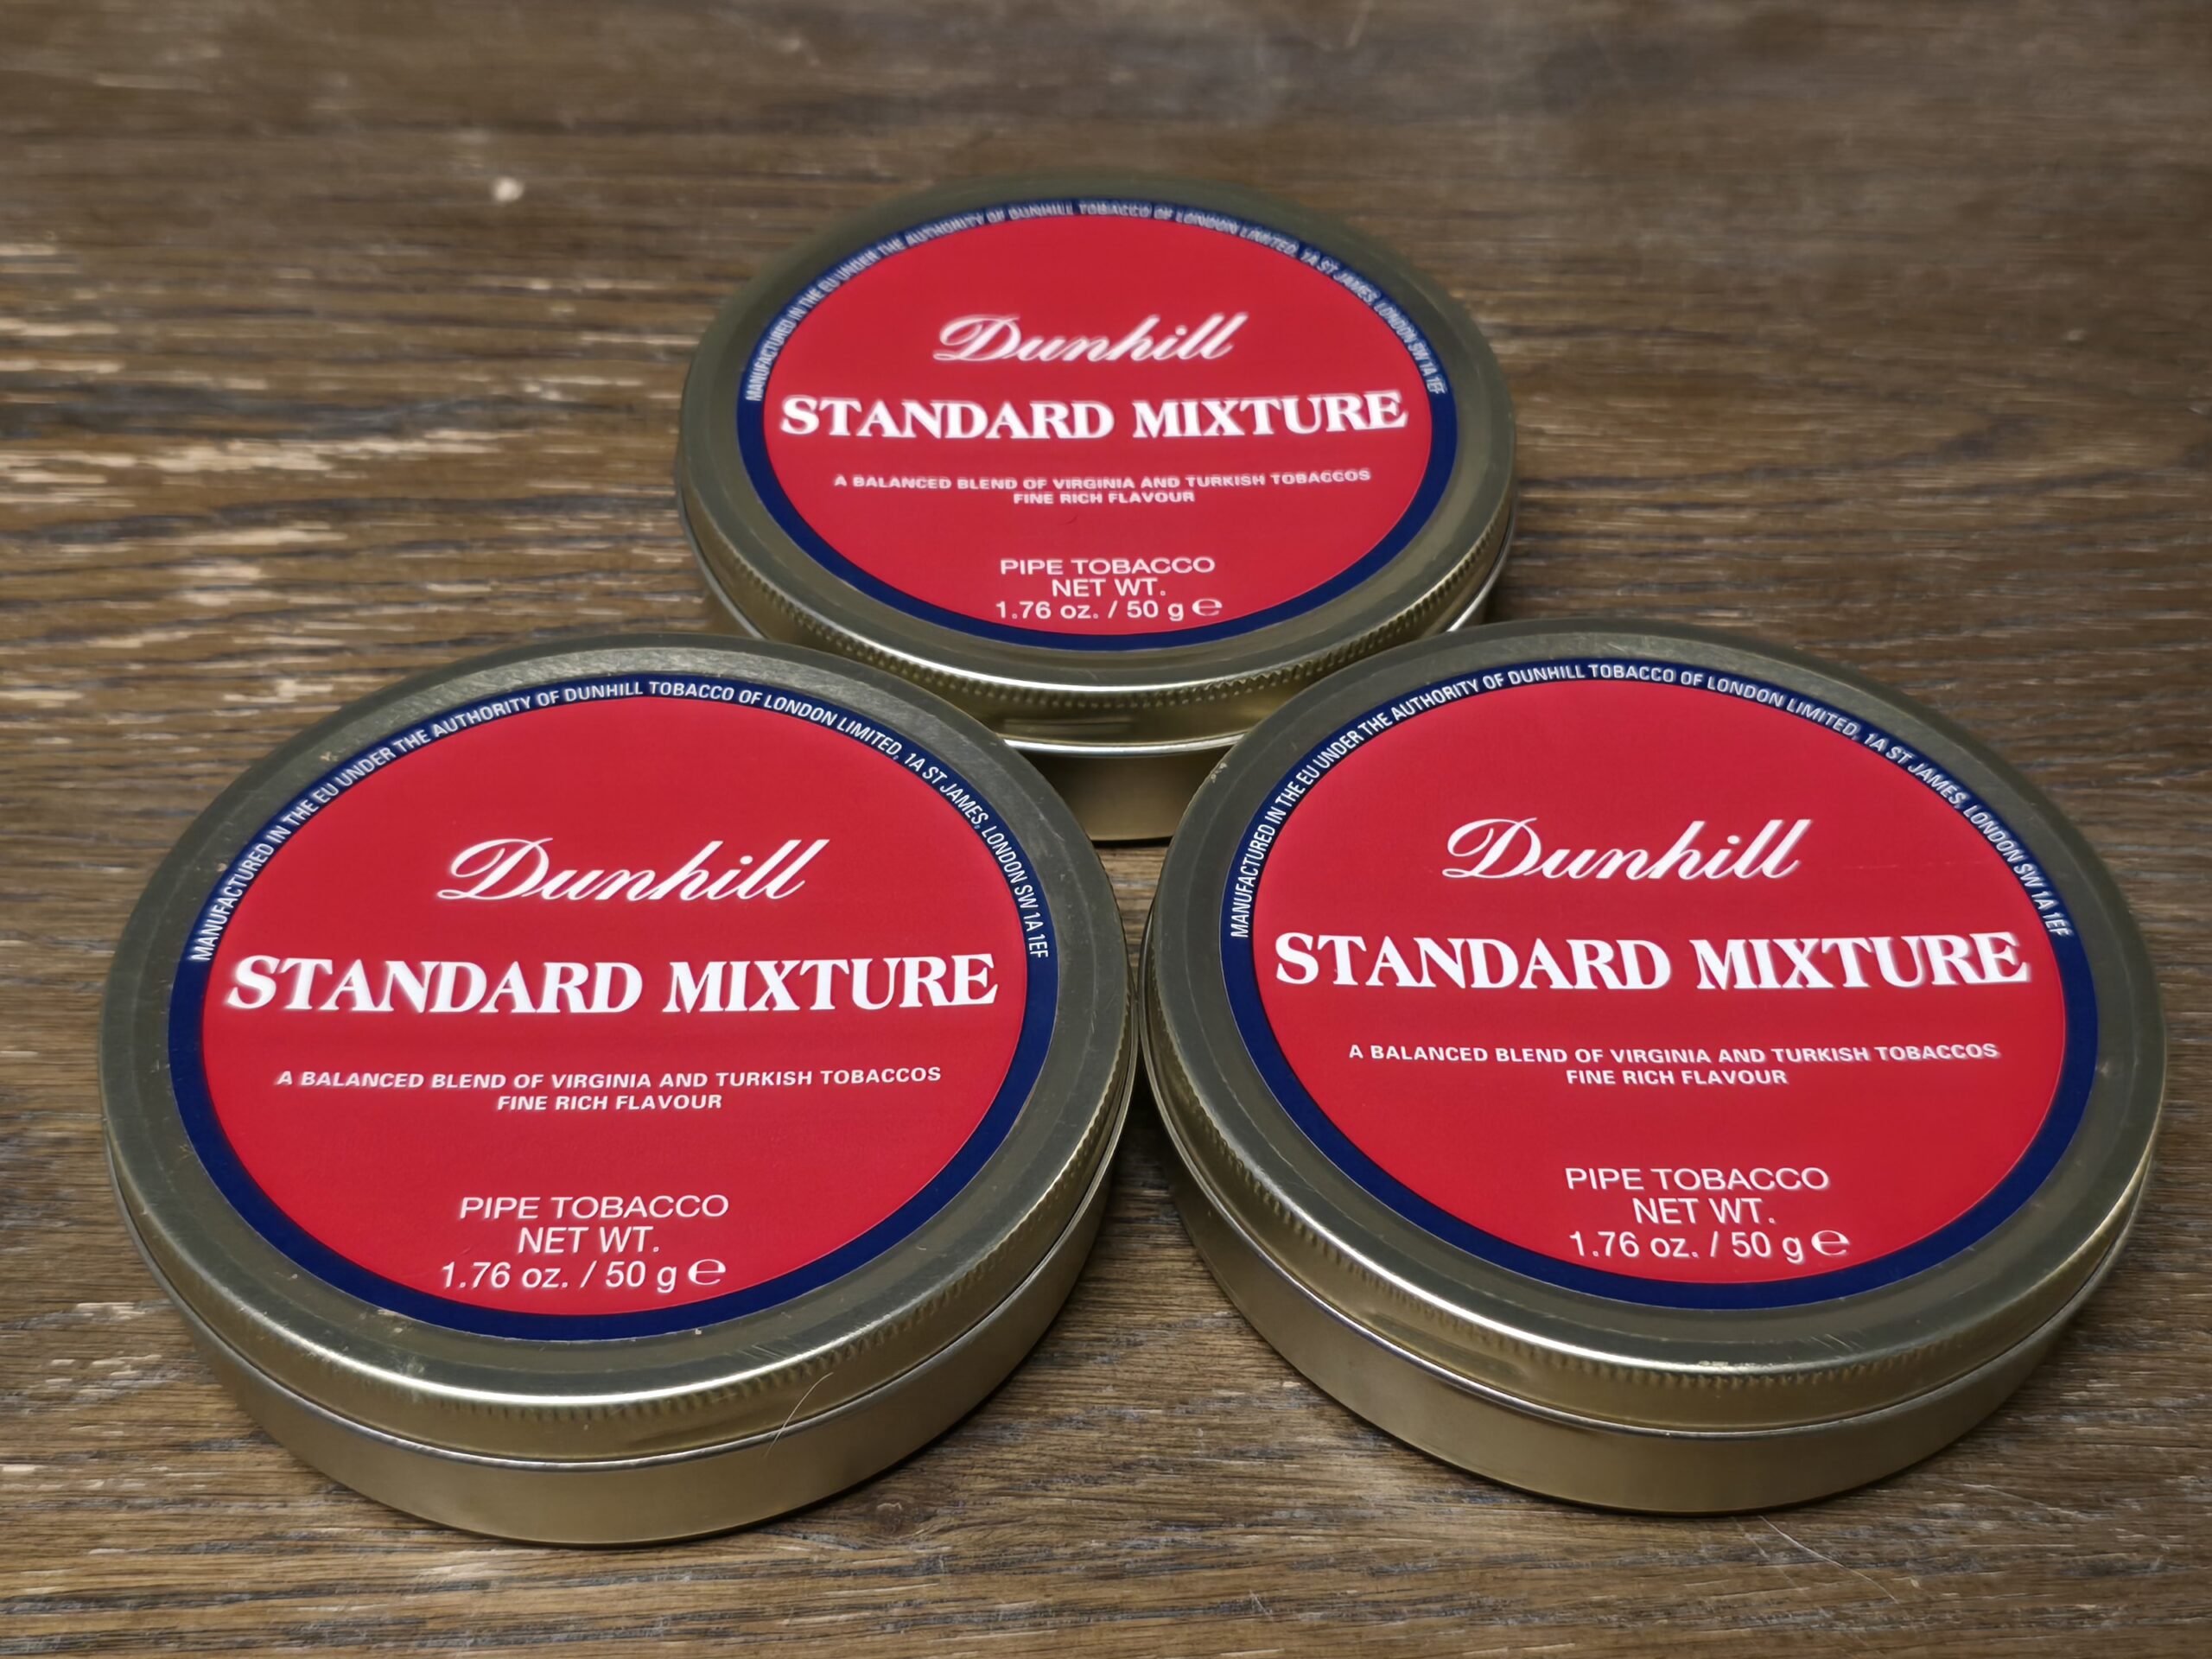 MANUFACTURED IN THE EU UNDER THE AUTHORITY OF DUNHILL TOBACCO OF LONDON LIMITED, 1A ST JAMES, LONDON SW 1A 1EF
Dunhill
STANDARD MIXTURE
A BALANCED BLEND OF VIRGINIA AND TURKISH TOBACCOS
FINE RICH FLAVOUR
PIPE TOBACCO
NET WT.
1.76 oz. / 50 g ℮
MANUFACTURED IN THE EU UNDER THE AUTHORITY OF DUNHILL TOBACCO OF LONDON LIMITED, 1A ST JAMES, LONDON SW 1A 1EF
Dunhill
STANDARD MIXTURE
A BALANCED BLEND OF VIRGINIA AND TURKISH TOBACCOS
FINE RICH FLAVOUR
PIPE TOBACCO
NET WT.
1.76 oz. / 50 g ℮
MANUFACTURED IN THE EU UNDER THE AUTHORITY OF DUNHILL TOBACCO OF LONDON LIMITED, 1A ST JAMES, LONDON SW 1A 1EF
Dunhill
STANDARD MIXTURE
A BALANCED BLEND OF VIRGINIA AND TURKISH TOBACCOS
FINE RICH FLAVOUR
PIPE TOBACCO
NET WT.
1.76 oz. / 50 g ℮